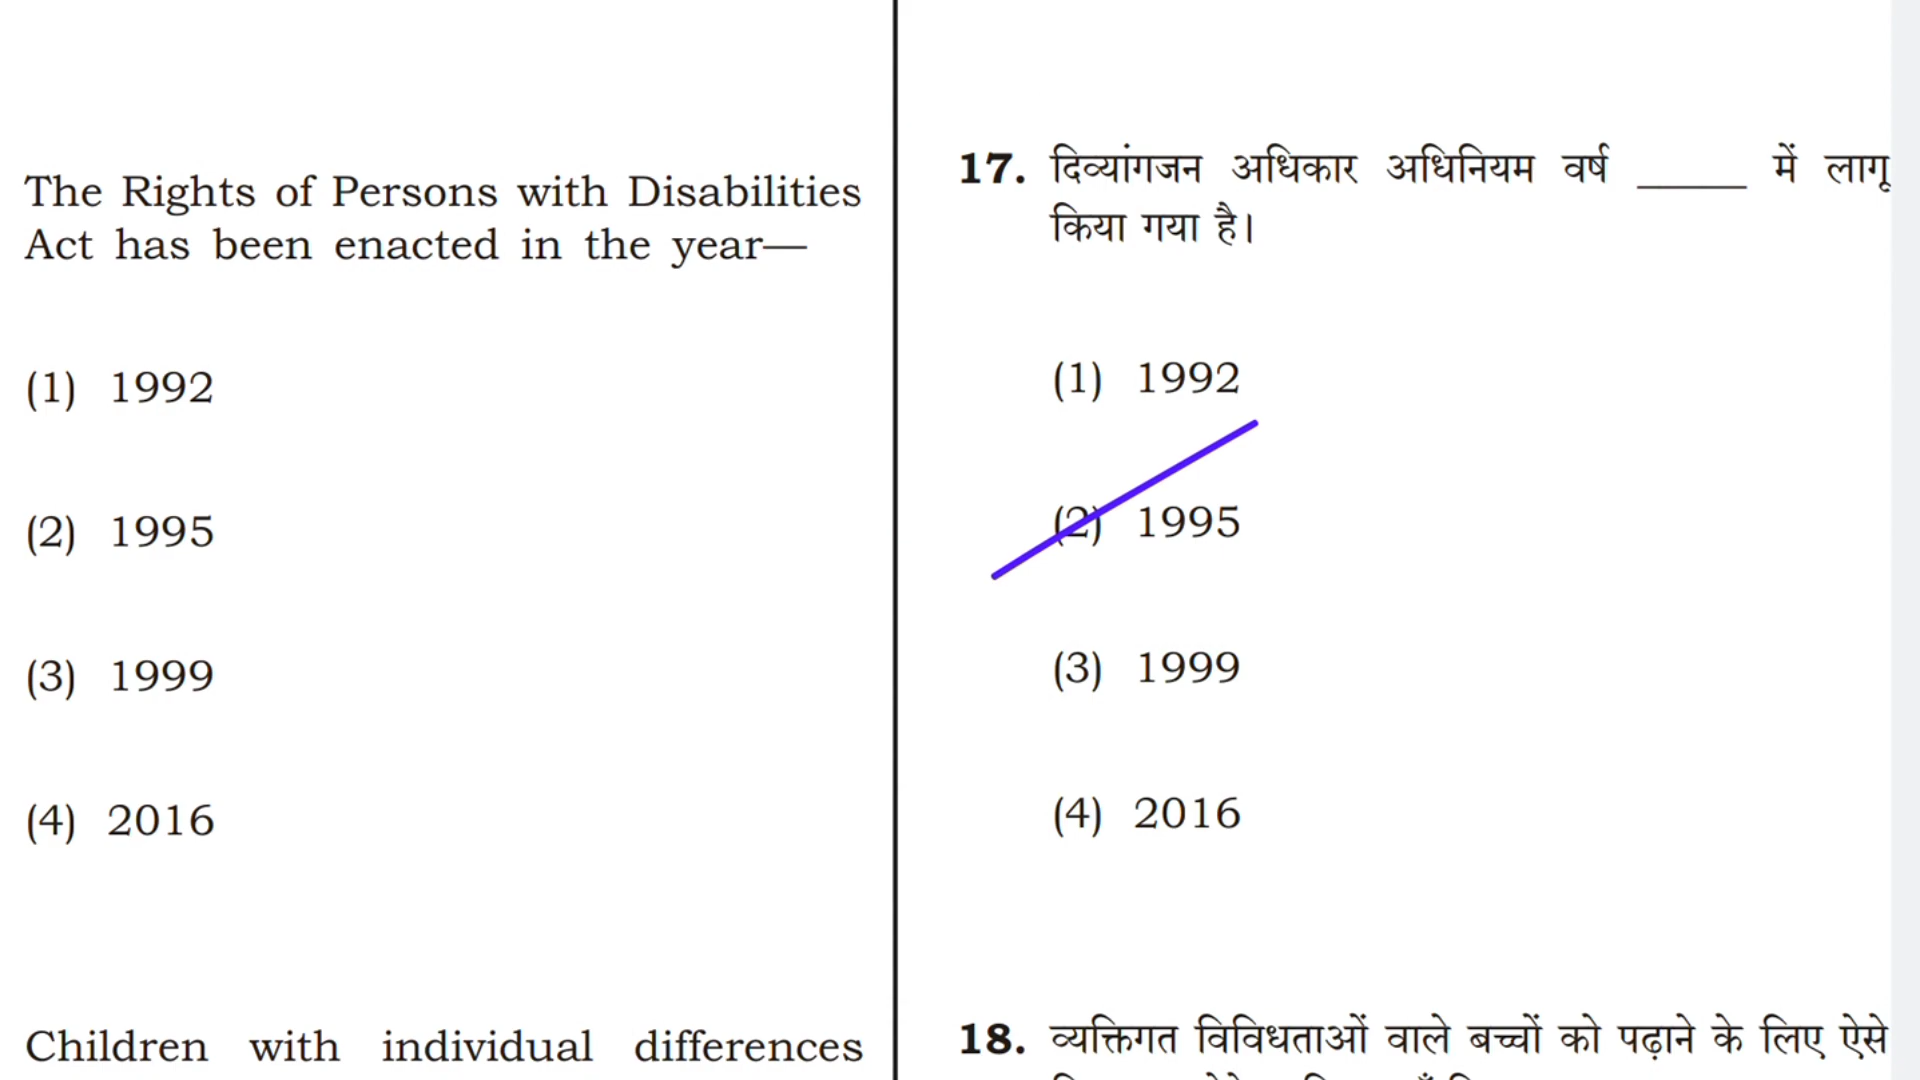 The Rights of Persons with Disabilities
Act has been enacted in the year—
(1) 1992
(2) 1995
(3) 1999
(4) 2016
Children with individual differences
17. दिव्यांगजन अधिकार अधिनियम वर्ष _____ में लागू
किया गया है।
(1) 1992
(2) 1995
(3) 1999
(4) 2016
18. व्यक्तिगत विविधताओं वाले बच्चों को पढ़ाने के लिए ऐसे